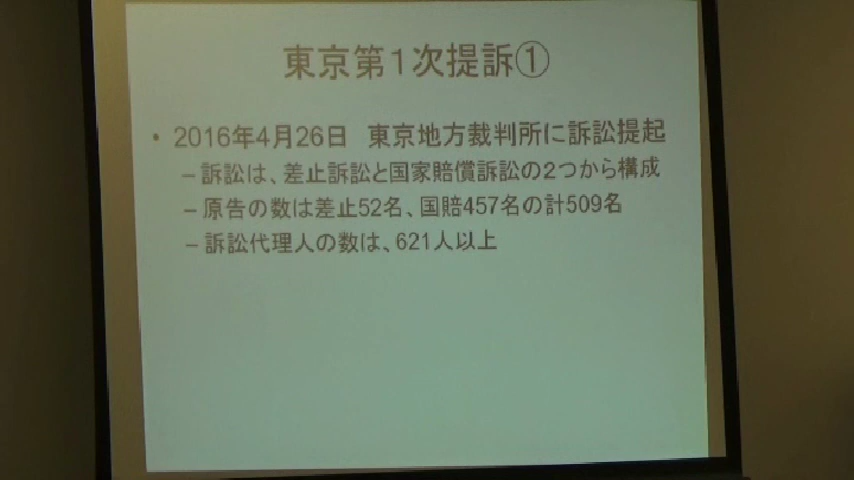 東京第1次提訴①
• 2016年4月26日　東京地方裁判所に訴訟提起
– 訴訟は、差止訴訟と国家賠償訴訟の2つから構成
– 原告の数は差止52名、国賠457名の計509名
– 訴訟代理人の数は、621人以上